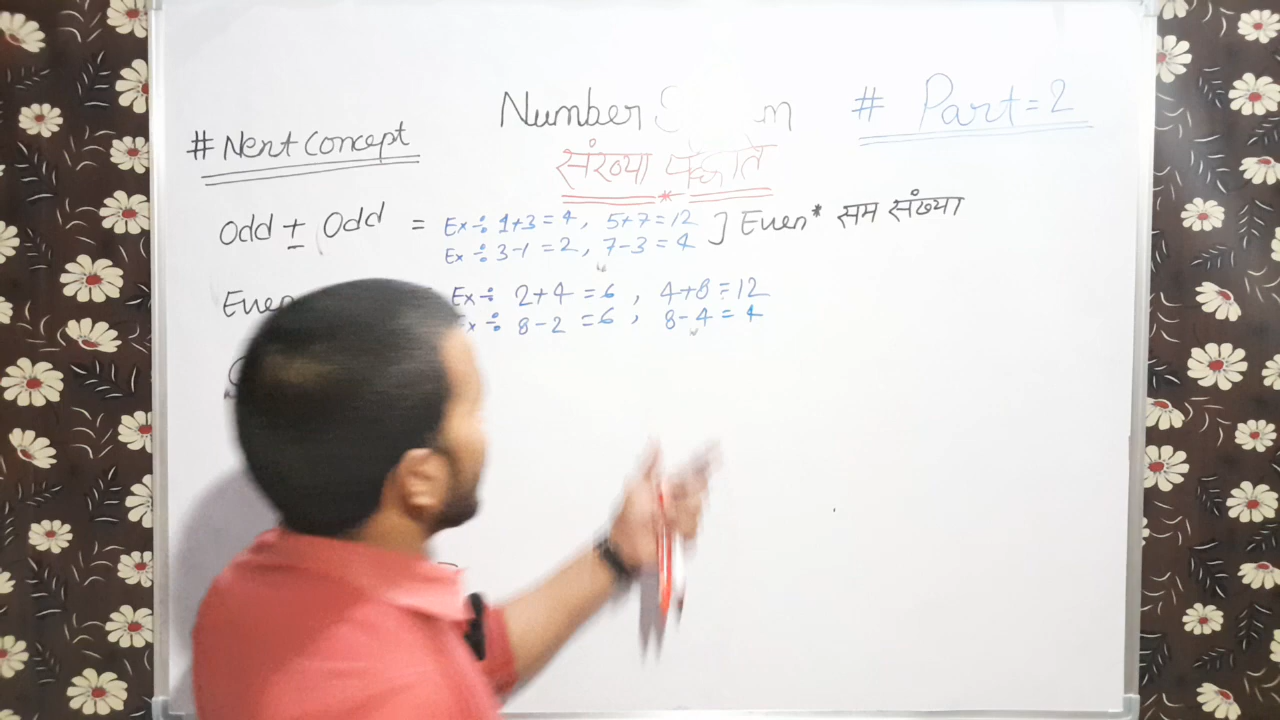 Number # Part=2
# Next Concept
संख्या पद्धति
Odd ± Odd = Ex÷ 1+3=4, 5+7=12 ] Even* सम संख्या
Ex÷ 3-1=2, 7-3=4
Even Ex÷ 2+4=6, 4+8=12
Ex÷ 8-2=6, 8-4=4